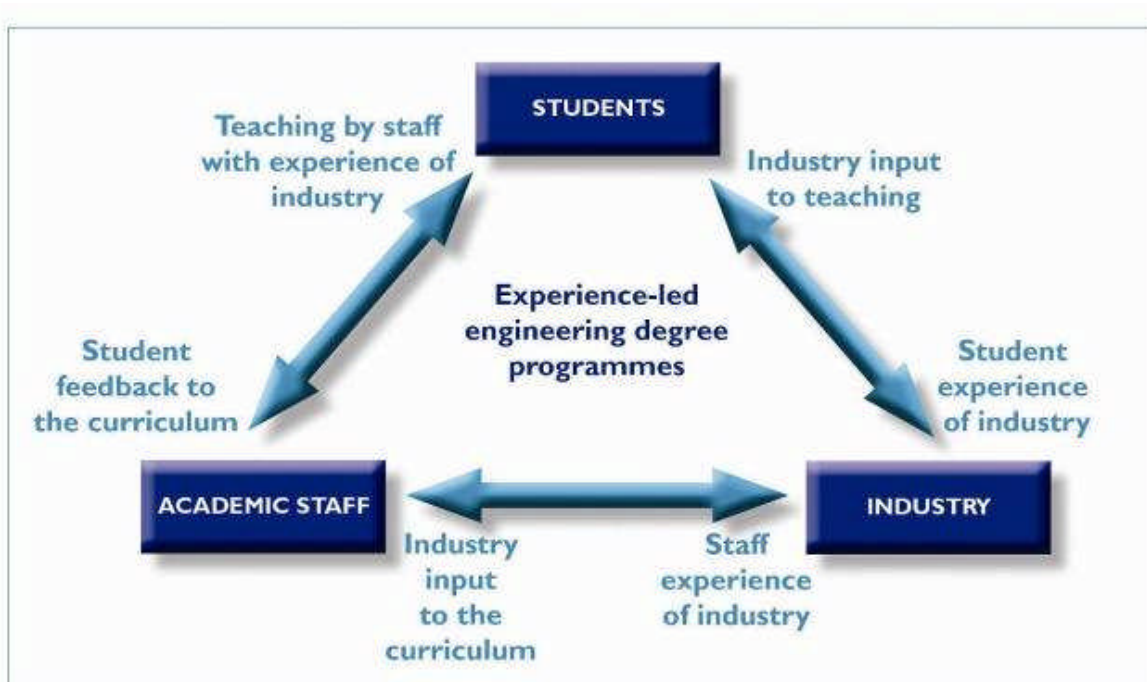 STUDENTS
Teaching by staff
with experience of
industry
Industry input
to teaching
Experience-led
engineering degree
programmes
Student
feedback to
the curriculum
Student
experience
of industry
ACADEMIC STAFF
INDUSTRY
Industry
input
to the
curriculum
Staff
experience
of industry